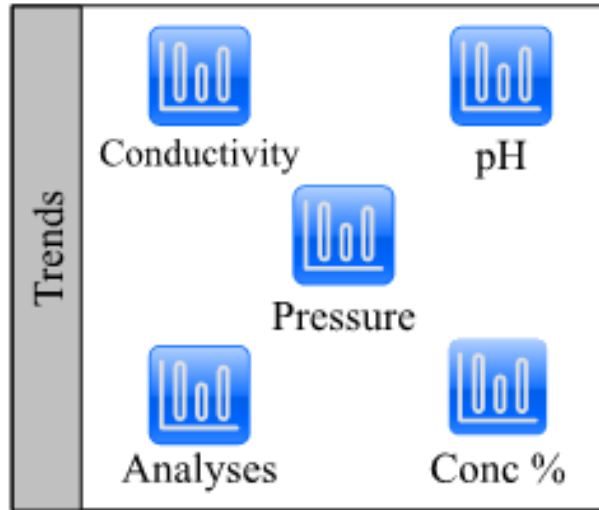 Trends
Conductivity
pH
Pressure
Analyses
Conc %